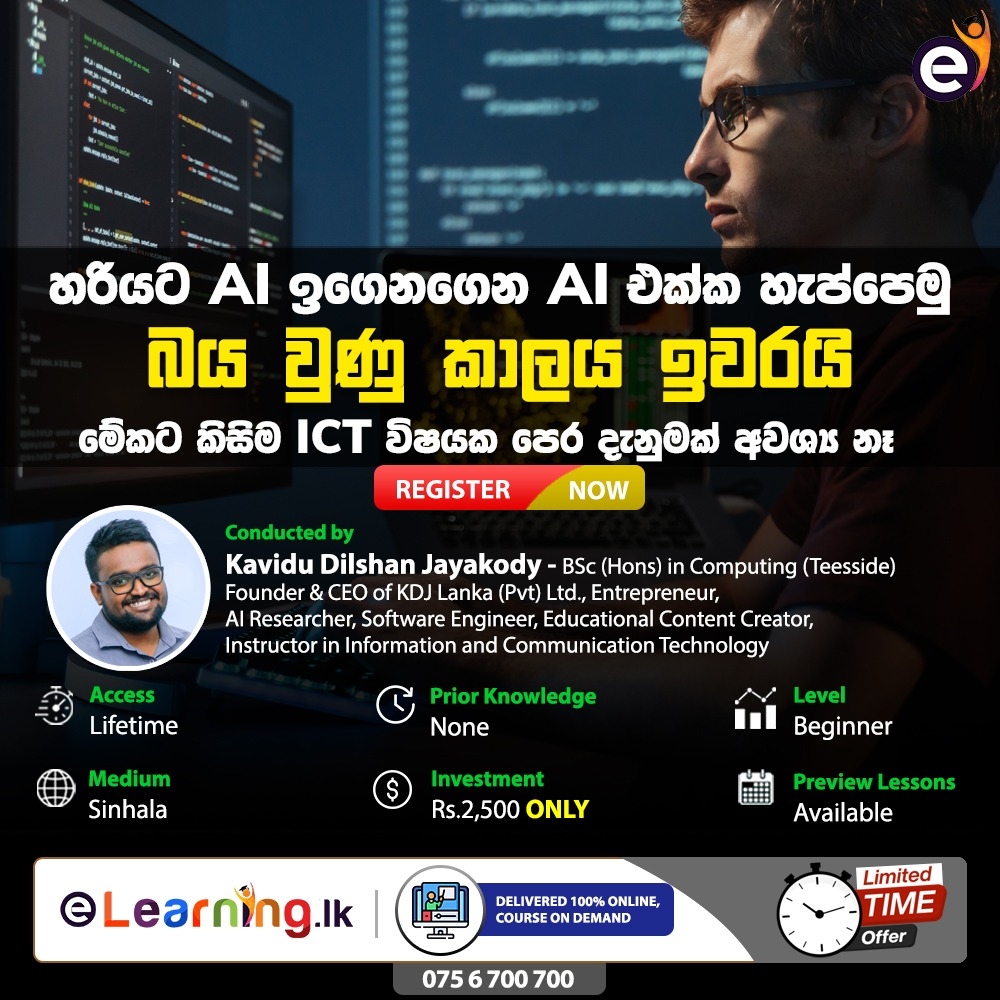 e
හරියට AI ඉගෙනගෙන AI එක්ක හැප්පෙමු
බය වුණු කාලය ඉවරයි
මේකට කිසිම ICT විෂයක පෙර දැනුමක් අවශ්‍ය නෑ
REGISTER NOW
Conducted by
Kavidu Dilshan Jayakody - BSc (Hons) in Computing (Teesside)
Founder & CEO of KDJ Lanka (Pvt) Ltd., Entrepreneur,
AI Researcher, Software Engineer, Educational Content Creator,
Instructor in Information and Communication Technology
Access
Lifetime
Prior Knowledge
None
Level
Beginner
Medium
Sinhala
Investment
Rs.2,500 ONLY
Preview Lessons
Available
eLearning.lk
DELIVERED 100% ONLINE,
COURSE ON DEMAND
Limited
TIME
Offer
075 6 700 700